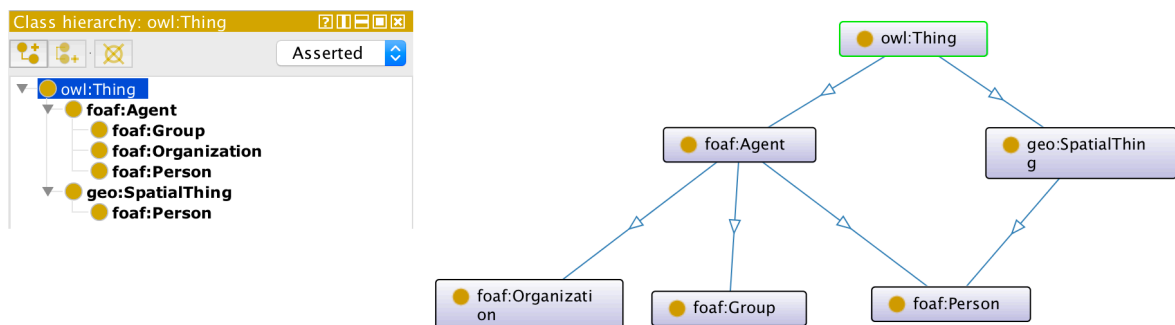 Class hierarchy: owl:Thing
Asserted
owl:Thing
foaf:Agent
foaf:Group
foaf:Organization
foaf:Person
geo:SpatialThing
foaf:Person
owl:Thing
foaf:Agent
geo:SpatialThin
g
foaf:Organizati
on
foaf:Group
foaf:Person